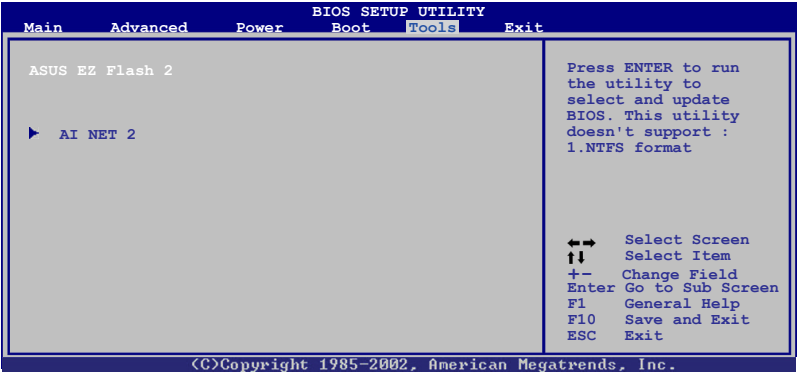 BIOS SETUP UTILITY
Main Advanced Power Boot Tools Exit
ASUS EZ Flash 2
AI NET 2
Press ENTER to run
the utility to
select and update
BIOS. This utility
doesn't support :
1.NTFS format
Select Screen
Select Item
+- Change Field
Enter Go to Sub Screen
F1 General Help
F10 Save and Exit
ESC Exit
(C)Copyright 1985-2002, American Megatrends, Inc.